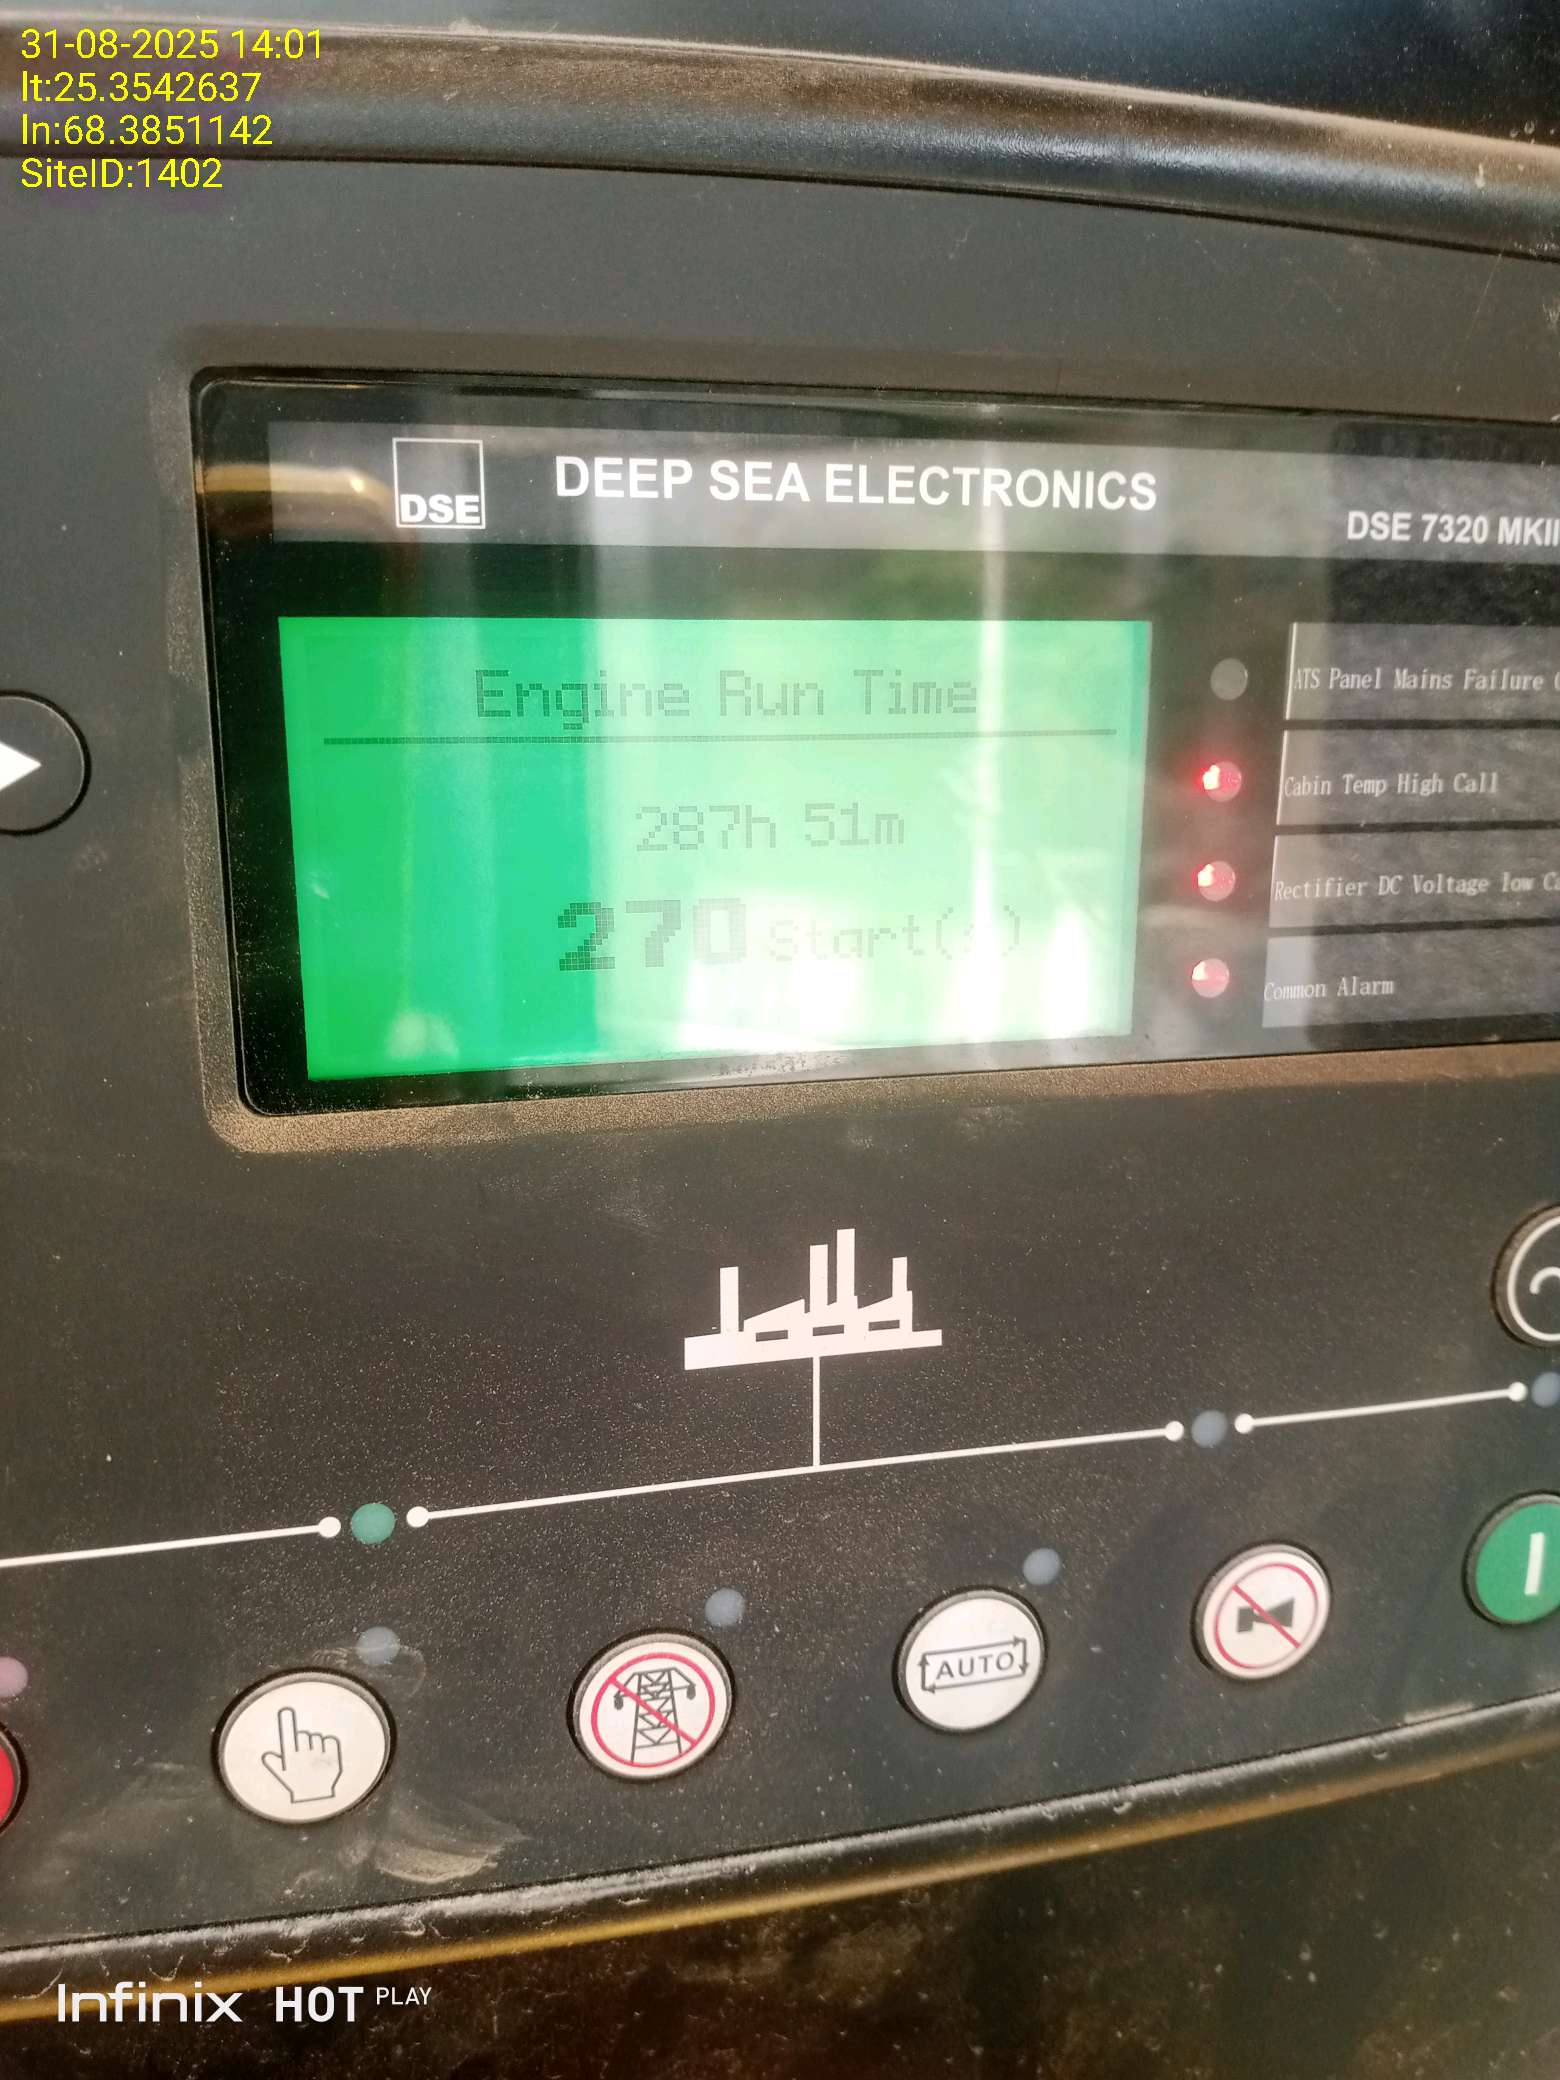 31-08-2025 14:01
lt:25.3542637
ln:68.3851142
SiteID:1402
DSE
DEEP SEA ELECTRONICS
DSE 7320 MKII
Engine Run Time
287h 51m
270 Start(s)
ATS Panel Mains Failure
Cabin Temp High Call
Rectifier DC Voltage low
Common Alarm
AUTO
Infinix HOT PLAY